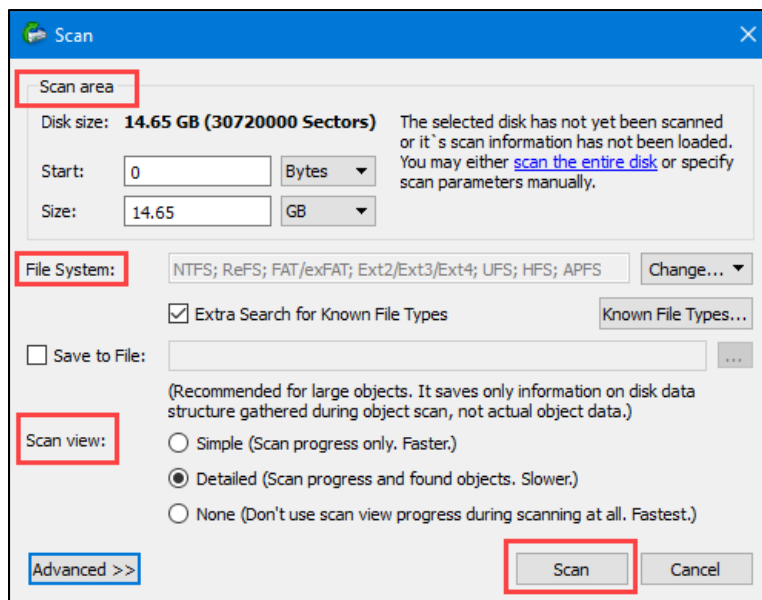 Scan
Scan area
Disk size: 14.65 GB (30720000 Sectors)
The selected disk has not yet been scanned
or it`s scan information has not been loaded.
You may either scan the entire disk or specify
scan parameters manually.
Start: 0 Bytes
Size: 14.65 GB
File System: NTFS; ReFS; FAT/exFAT; Ext2/Ext3/Ext4; UFS; HFS; APFS Change...
Extra Search for Known File Types Known File Types...
Save to File: ...
(Recommended for large objects. It saves only information on disk data
structure gathered during object scan, not actual object data.)
Scan view:
Simple (Scan progress only. Faster.)
Detailed (Scan progress and found objects. Slower.)
None (Don't use scan view progress during scanning at all. Fastest.)
Advanced >> Scan Cancel